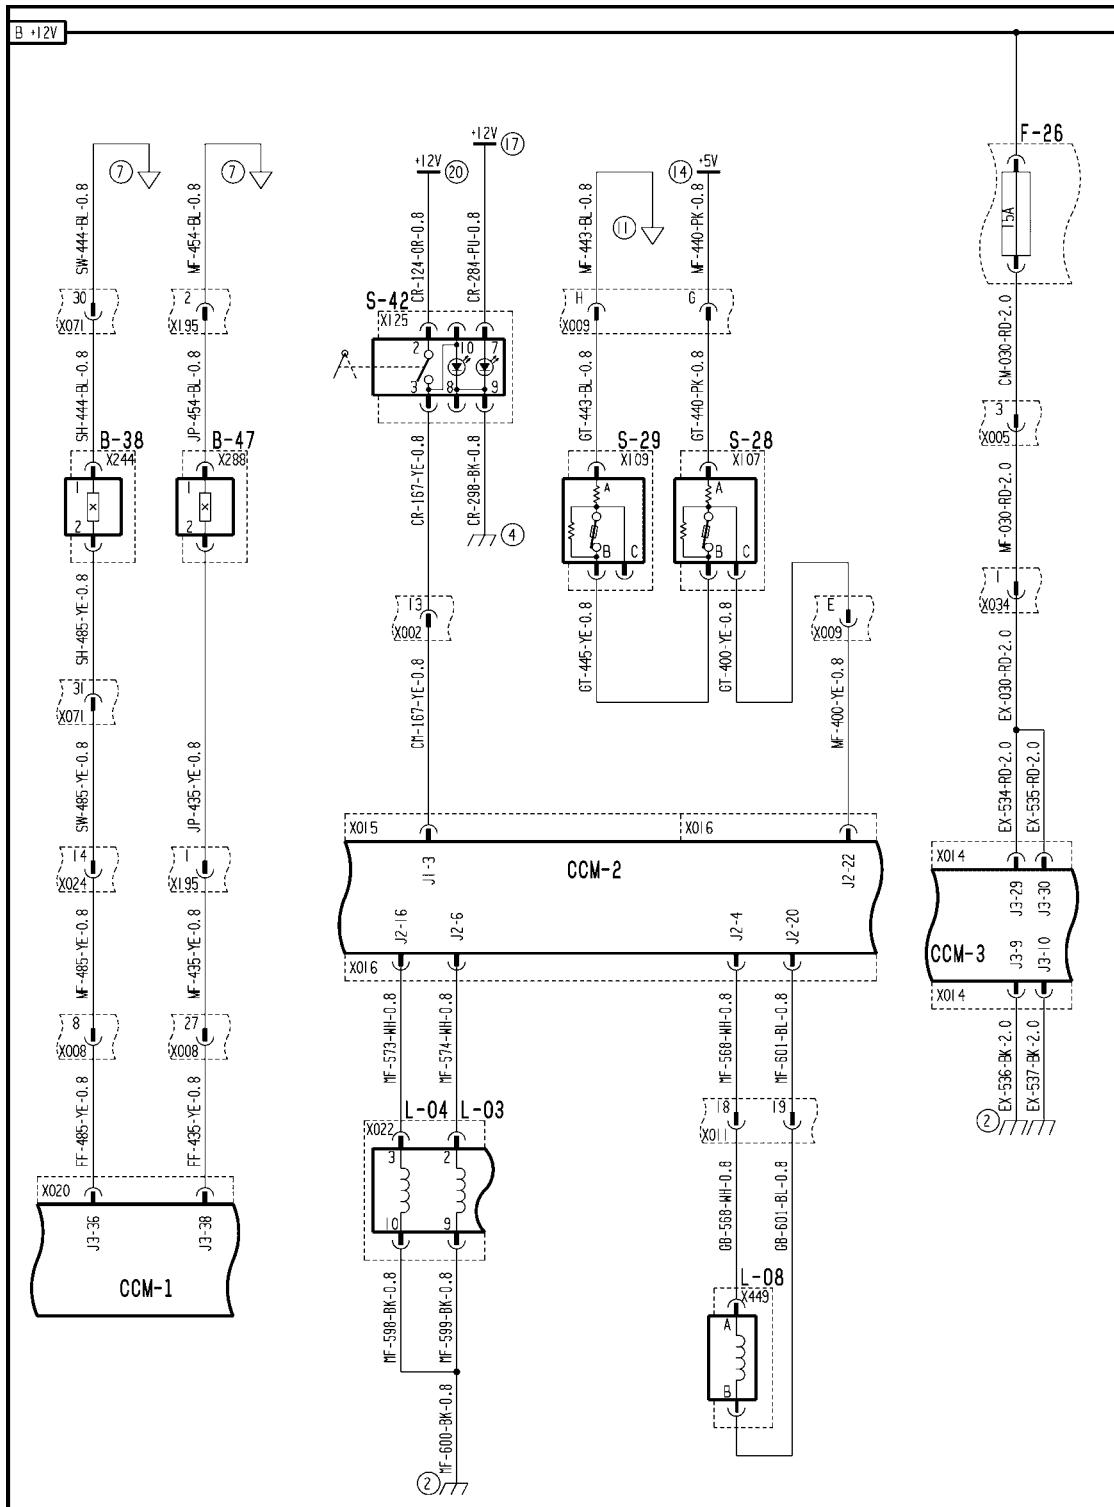 B +12V
+12V
17
F-26
7
7
+12V
20
14
+5V
SW-444-BL-0.8
MF-454-BL-0.8
CR-124-OR-0.8
CR-284-PU-0.8
MF-443-BL-0.8
11
MF-440-PK-0.8
15A
30
X071
2
X195
S-42
X125
H
X009
G
CM-030-RD-2.0
2
10
7
3
8
9
SH-444-BL-0.8
JP-454-BL-0.8
GT-443-BL-0.8
GT-440-PK-0.8
3
X005
B-38
X244
B-47
X288
S-29
X109
S-28
X107
1
2
1
2
CR-167-YE-0.8
CR-298-BK-0.8
4
A
B
C
A
B
C
MF-030-RD-2.0
1
X034
SH-485-YE-0.8
13
X002
GT-445-YE-0.8
GT-400-YE-0.8
E
X009
31
X071
CM-167-YE-0.8
MF-400-YE-0.8
EX-030-RD-2.0
SW-485-YE-0.8
JP-435-YE-0.8
EX-534-RD-2.0
EX-535-RD-2.0
X015
X016
14
X024
1
X195
J1-3
CCM-2
J2-22
X014
J3-29
J3-30
J2-16
J2-6
J2-4
J2-20
CCM-3
J3-9
J3-10
X016
X014
MF-485-YE-0.8
MF-435-YE-0.8
8
X008
27
X008
MF-573-WH-0.8
MF-574-WH-0.8
MF-568-WH-0.8
MF-601-BL-0.8
EX-536-BK-2.0
EX-537-BK-2.0
2
L-04
L-03
X022
18
X011
19
FF-485-YE-0.8
FF-435-YE-0.8
3
2
10
9
X020
J3-36
J3-38
CCM-1
GB-568-WH-0.8
GB-601-BL-0.8
MF-598-BK-0.8
MF-599-BK-0.8
L-08
X449
A
B
MF-600-BK-0.8
2